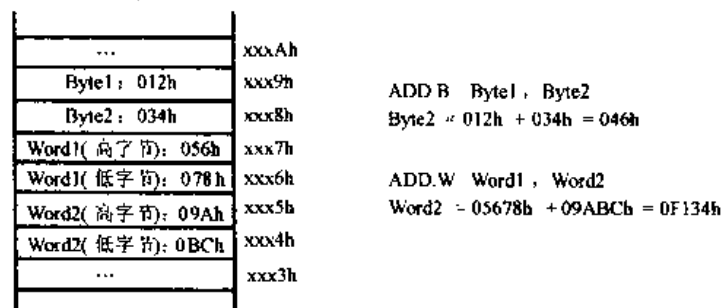 … xxxAh
Byte1：012h xxx9h
Byte2：034h xxx8h
Word1(高字节)：056h xxx7h
Word1(低字节)：078h xxx6h
Word2(高字节)：09Ah xxx5h
Word2(低字节)：0BCh xxx4h
… xxx3h
ADD.B Byte1，Byte2
Byte2 = 012h + 034h = 046h
ADD.W Word1，Word2
Word2 = 05678h + 09ABCh = 0F134h